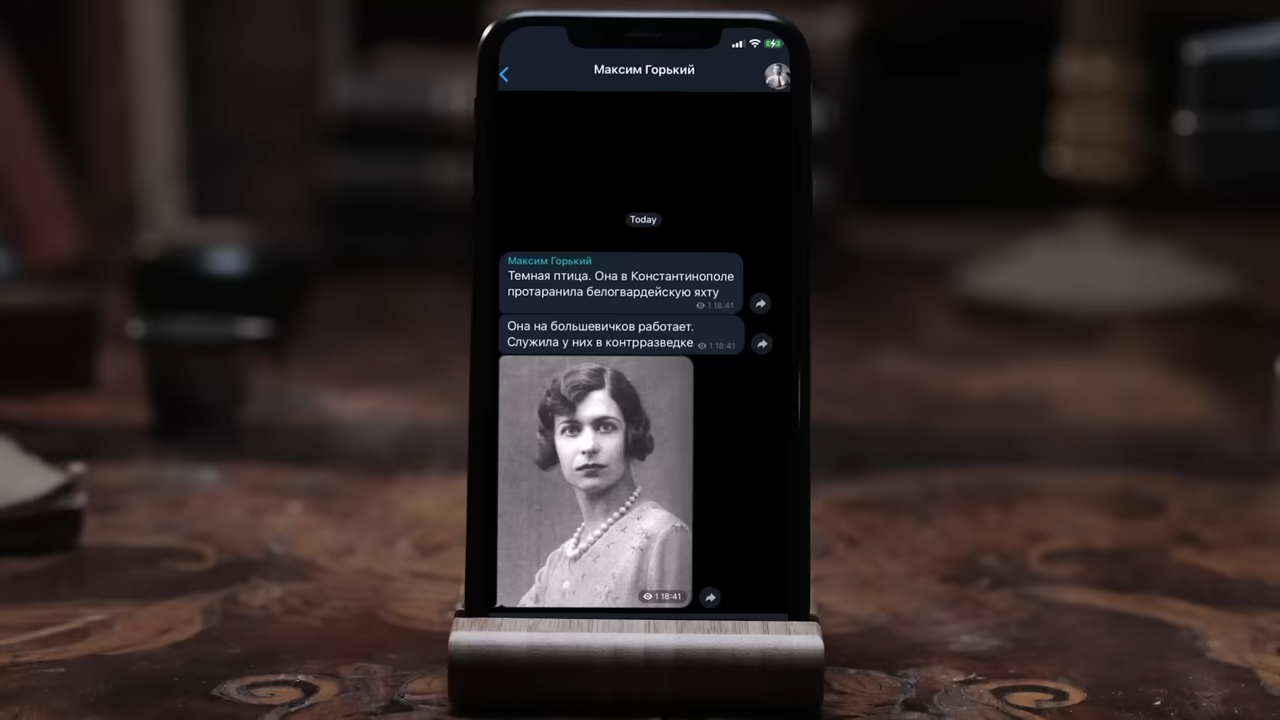 Максим Горький
Today
Максим Горький
Темная птица. Она в Константинополе
протаранила белогвардейскую яхту
1 18:41
Она на большевичков работает.
Служила у них в контрразведке
1 18:41
1 18:41